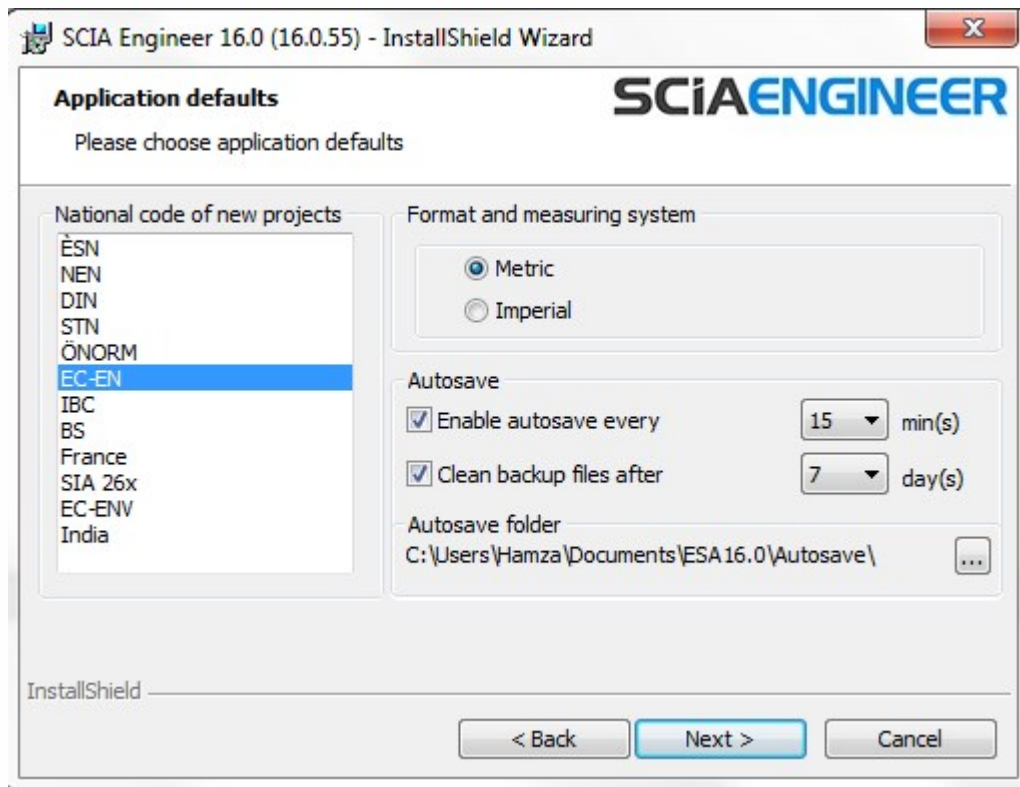 SCIA Engineer 16.0 (16.0.55) - InstallShield Wizard
Application defaults
SCiAENGINEER
Please choose application defaults
National code of new projects
ÈSN
NEN
DIN
STN
ÖNORM
EC-EN
IBC
BS
France
SIA 26x
EC-ENV
India
Format and measuring system
Metric
Imperial
Autosave
Enable autosave every 15 min(s)
Clean backup files after 7 day(s)
Autosave folder
C:\Users\Hamza\Documents\ESA16.0\Autosave\ ...
InstallShield
< Back Next > Cancel